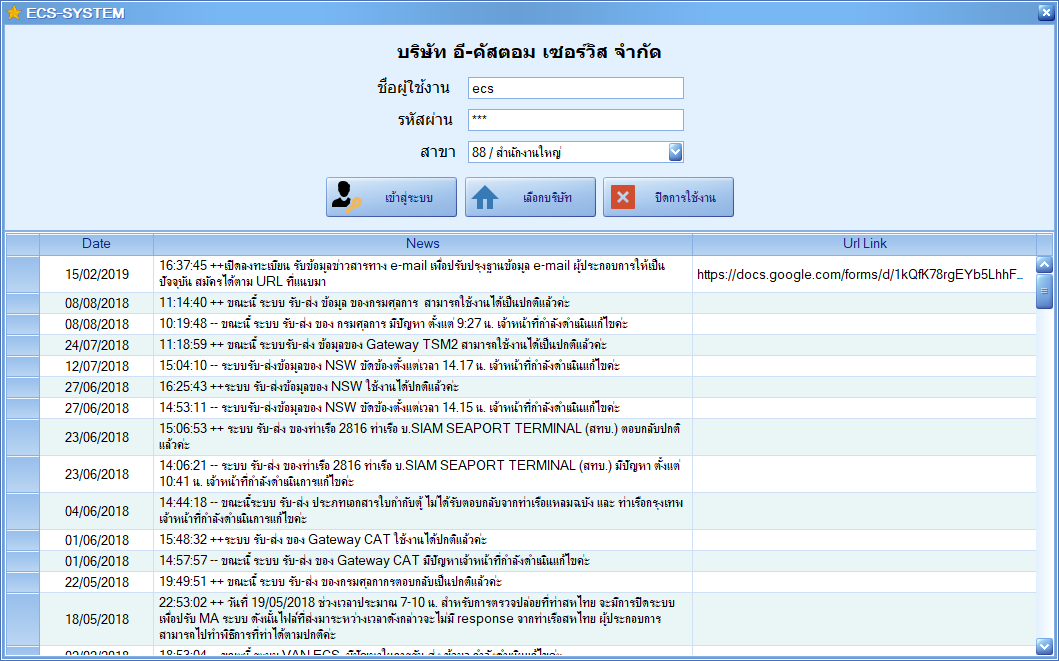 ECS-SYSTEM
บริษัท อี-คัสตอม เซอร์วิส จำกัด
ชื่อผู้ใช้งาน ecs
รหัสผ่าน ***
สาขา 88 / สำนักงานใหญ่
เข้าสู่ระบบ เลือกบริษัท ปิดการใช้งาน
Date News Url Link
15/02/2019 16:37:45 ++เปิดลงทะเบียน รับข้อมูลข่าวสารทาง e-mail เพื่อปรับปรุงฐานข้อมูล e-mail ผู้ประกอบการให้เป็น https://docs.google.com/forms/d/1kQfK78rgEYb5LhhF...
ปัจจุบัน สมัครได้ตาม URL ที่แนบมา
08/08/2018 11:14:40 ++ ขณะนี้ ระบบ รับ-ส่ง ข้อมูล ของกรมศุลการ สามารถใช้งานได้เป็นปกติแล้วค่ะ
08/08/2018 10:19:48 -- ขณะนี้ ระบบ รับ-ส่ง ของ กรมศุลการ มีปัญหา ตั้งแต่ 9:27 น. เจ้าหน้าที่กำลังดำเนินแก้ไขค่ะ
24/07/2018 11:18:59 ++ ขณะนี้ ระบบรับ-ส่ง ข้อมูลของ Gateway TSM2 สามารถใช้งานได้เป็นปกติแล้วค่ะ
12/07/2018 15:04:10 -- ระบบรับ-ส่งข้อมูลของ NSW ขัดข้องตั้งแต่เวลา 14.17 น. เจ้าหน้าที่กำลังดำเนินแก้ไขค่ะ
27/06/2018 16:25:43 ++ระบบ รับ-ส่งข้อมูลของ NSW ใช้งานได้ปกติแล้วค่ะ
27/06/2018 14:53:11 -- ระบบรับ-ส่งข้อมูลของ NSW ขัดข้องตั้งแต่เวลา 14.15 น. เจ้าหน้าที่กำลังดำเนินแก้ไขค่ะ
23/06/2018 15:06:53 ++ ระบบ รับ-ส่ง ของท่าเรือ 2816 ท่าเรือ บ.SIAM SEAPORT TERMINAL (สทบ.) ตอบกลับปกติ
แล้วค่ะ
23/06/2018 14:06:21 -- ระบบ รับ-ส่ง ของท่าเรือ 2816 ท่าเรือ บ.SIAM SEAPORT TERMINAL (สทบ.) มีปัญหา ตั้งแต่
10:41 น. เจ้าหน้าที่กำลังดำเนินการแก้ไขค่ะ
04/06/2018 14:44:18 -- ขณะนี้ระบบ รับ-ส่ง ประเภทเอกสารใบกำกับตู้ ไม่ได้รับตอบกลับจากท่าเรือแหลมฉบัง และ ท่าเรือกรุงเทพ
เจ้าหน้าที่กำลังดำเนินการแก้ไขค่ะ
01/06/2018 15:48:32 ++ระบบ รับ-ส่ง ของ Gateway CAT ใช้งานได้ปกติแล้วค่ะ
01/06/2018 14:57:57 -- ขณะนี้ ระบบ รับ-ส่ง ของ Gateway CAT มีปัญหาเจ้าหน้าที่กำลังดำเนินแก้ไขค่ะ
22/05/2018 19:49:51 ++ ขณะนี้ ระบบ รับ-ส่ง ของกรมศุลกากรตอบกลับเป็นปกติแล้วค่ะ
18/05/2018 22:53:02 ++ วันที่ 19/05/2018 ช่วงเวลาประมาณ 7-10 น. สำหรับการตรวจปล่อยที่ท่าสหไทย จะมีการปิดระบบ
เพื่อปรับ MA ระบบ ดังนั้นไฟล์ที่ส่งมาระหว่างเวลาดังกล่าวจะไม่มี response จากท่าเรือสหไทย ผู้ประกอบการ
สามารถไปทำพิธีการที่ท่าได้ตามปกติค่ะ